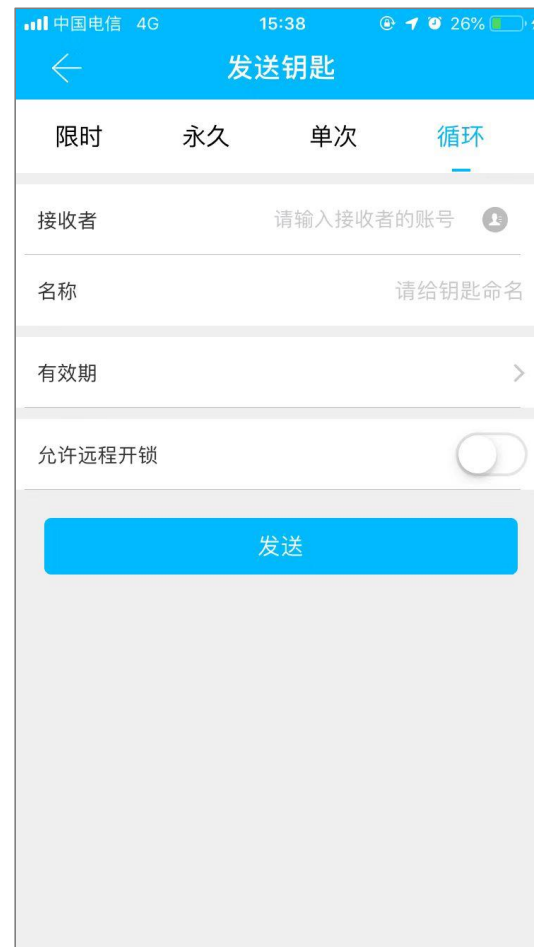 中国电信 4G 15:38 26%
发送钥匙
限时 永久 单次 循环
接收者 请输入接收者的账号
名称 请给钥匙命名
有效期
允许远程开锁
发送